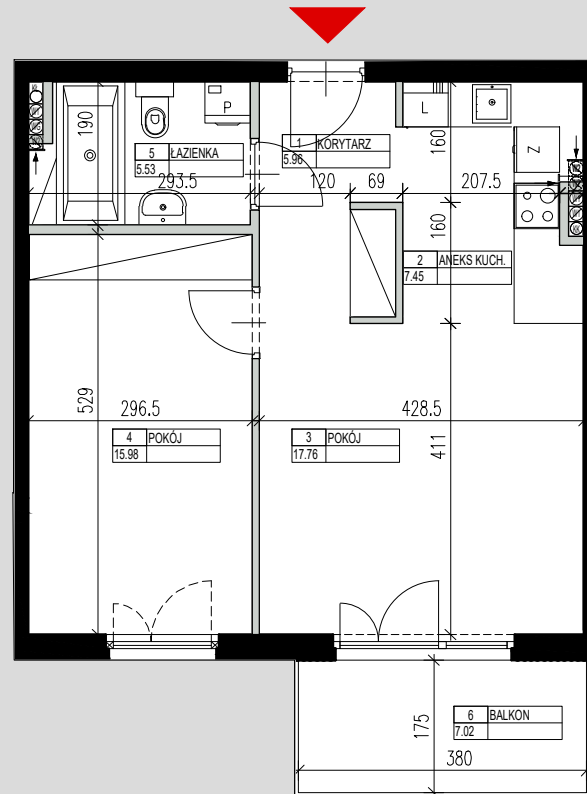 190
P
L
1 KORYTARZ
5.96
5 ŁAZIENKA
5.53
160
Z
293.5
120
69
207.5
160
2 ANEKS KUCH.
7.45
529
296.5
428.5
4 POKÓJ
15.98
3 POKÓJ
17.76
411
175
6 BALKON
7.02
380